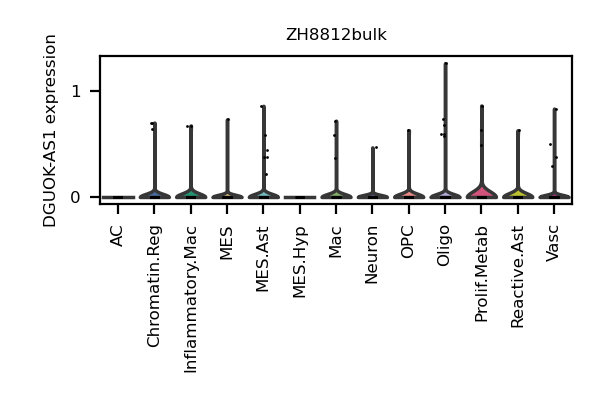 ZH8812bulk
DGUOK-AS1 expression
1
0
AC
Chromatin.Reg
Inflammatory.Mac
MES
MES.Ast
MES.Hyp
Mac
Neuron
OPC
Oligo
Prolif.Metab
Reactive.Ast
Vasc